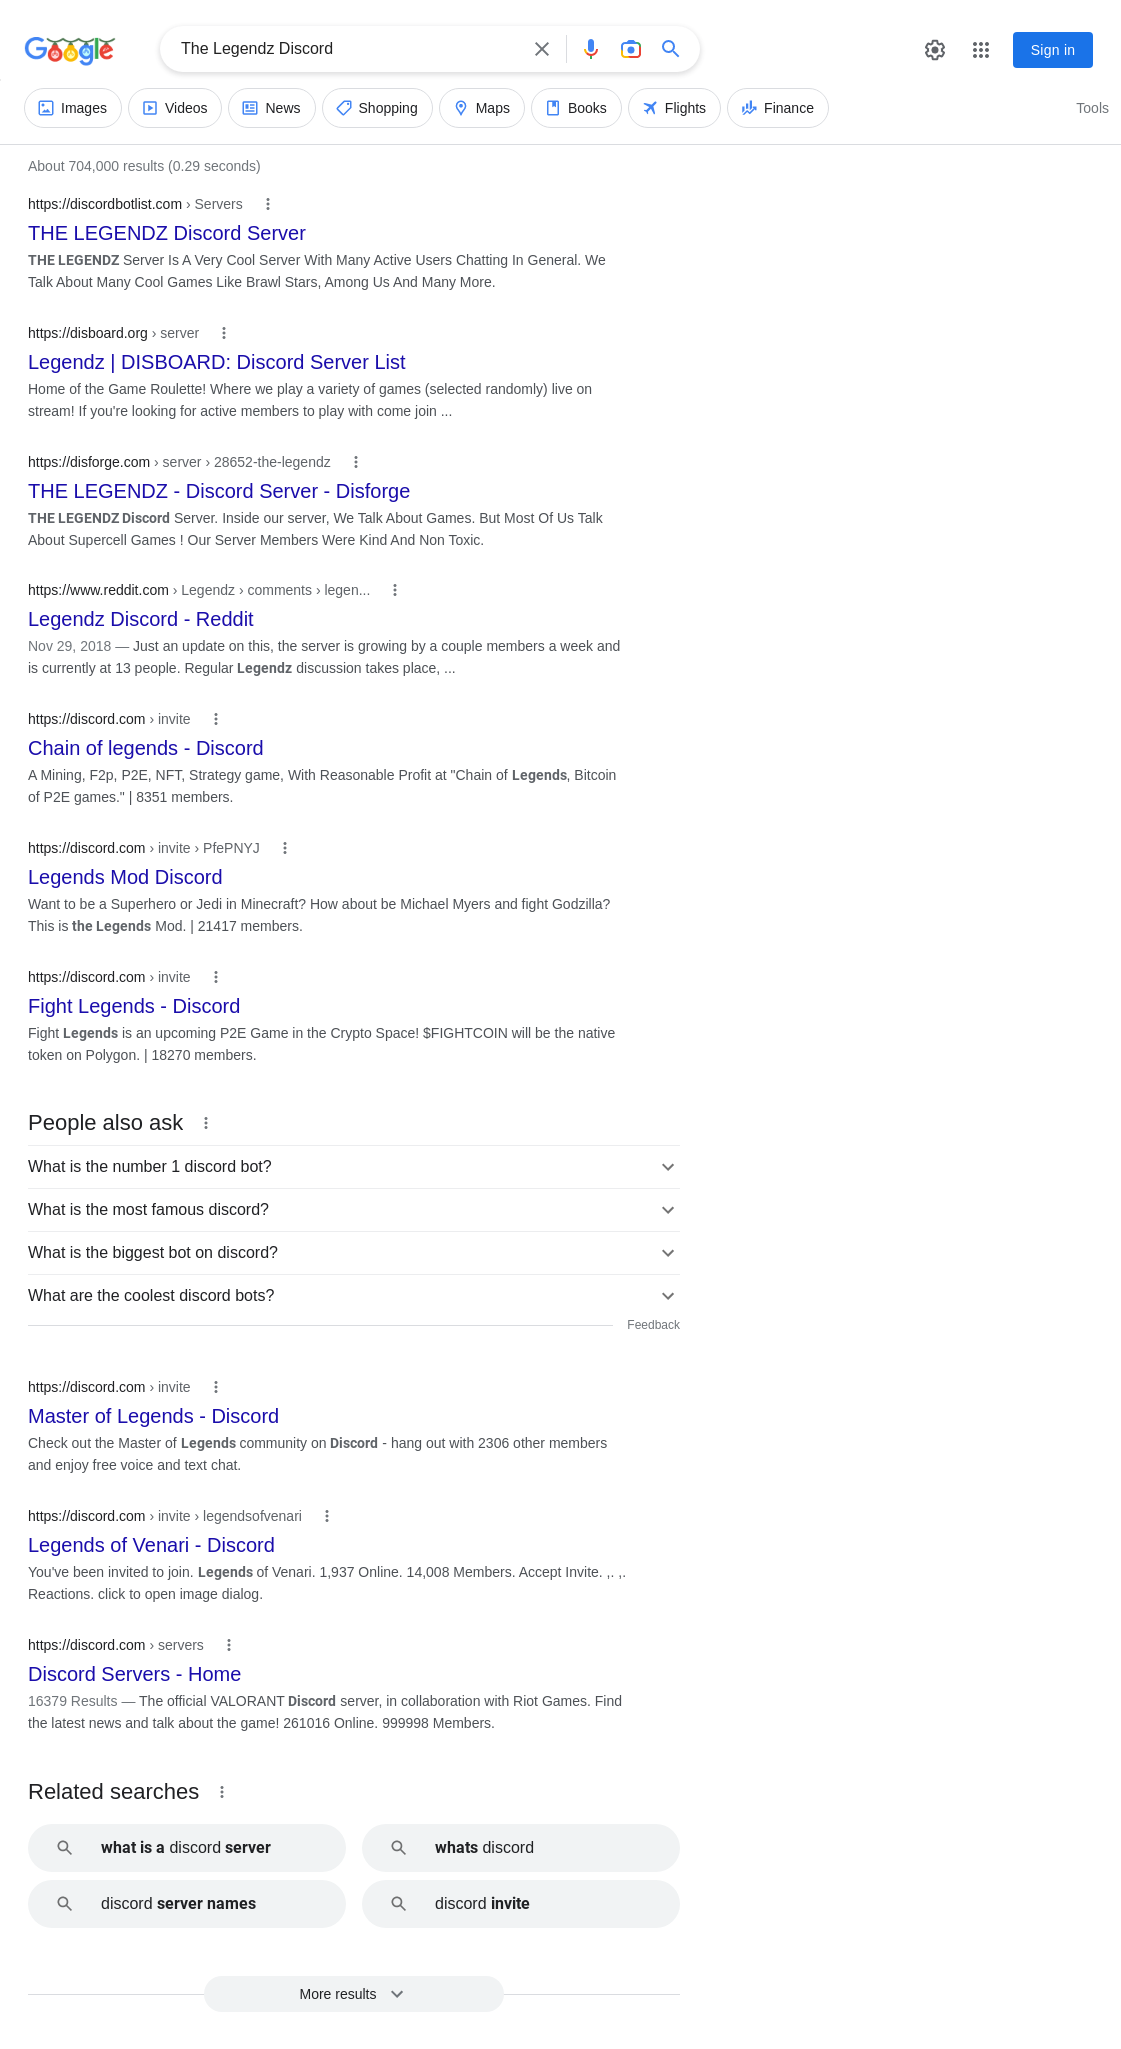 Google
The Legendz Discord
Sign in
Images Videos News Shopping Maps Books Flights Finance Tools
About 704,000 results (0.29 seconds)
https://discordbotlist.com › Servers
THE LEGENDZ Discord Server
THE LEGENDZ Server Is A Very Cool Server With Many Active Users Chatting In General. We
Talk About Many Cool Games Like Brawl Stars, Among Us And Many More.
https://disboard.org › server
Legendz | DISBOARD: Discord Server List
Home of the Game Roulette! Where we play a variety of games (selected randomly) live on
stream! If you're looking for active members to play with come join ...
https://disforge.com › server › 28652-the-legendz
THE LEGENDZ - Discord Server - Disforge
THE LEGENDZ Discord Server. Inside our server, We Talk About Games. But Most Of Us Talk
About Supercell Games ! Our Server Members Were Kind And Non Toxic.
https://www.reddit.com › Legendz › comments › legen...
Legendz Discord - Reddit
Nov 29, 2018 — Just an update on this, the server is growing by a couple members a week and
is currently at 13 people. Regular Legendz discussion takes place, ...
https://discord.com › invite
Chain of legends - Discord
A Mining, F2p, P2E, NFT, Strategy game, With Reasonable Profit at "Chain of Legends, Bitcoin
of P2E games." | 8351 members.
https://discord.com › invite › PfePNYJ
Legends Mod Discord
Want to be a Superhero or Jedi in Minecraft? How about be Michael Myers and fight Godzilla?
This is the Legends Mod. | 21417 members.
https://discord.com › invite
Fight Legends - Discord
Fight Legends is an upcoming P2E Game in the Crypto Space! $FIGHTCOIN will be the native
token on Polygon. | 18270 members.
People also ask
What is the number 1 discord bot?
What is the most famous discord?
What is the biggest bot on discord?
What are the coolest discord bots?
Feedback
https://discord.com › invite
Master of Legends - Discord
Check out the Master of Legends community on Discord - hang out with 2306 other members
and enjoy free voice and text chat.
https://discord.com › invite › legendsofvenari
Legends of Venari - Discord
You've been invited to join. Legends of Venari. 1,937 Online. 14,008 Members. Accept Invite. ,. ,.
Reactions. click to open image dialog.
https://discord.com › servers
Discord Servers - Home
16379 Results — The official VALORANT Discord server, in collaboration with Riot Games. Find
the latest news and talk about the game! 261016 Online. 999998 Members.
Related searches
what is a discord server
whats discord
discord server names
discord invite
More results